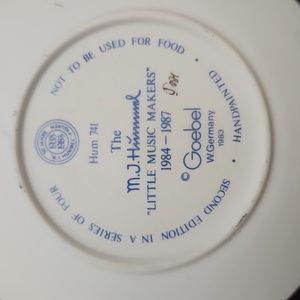 NOT TO BE USED FOR FOOD • HANDPAINTED • SECOND EDITION IN A SERIES OF FOUR •
Hum 741
The
M.J. Hummel
"LITTLE MUSIC MAKERS"
1984 – 1987
© Goebel
W.Germany
1983